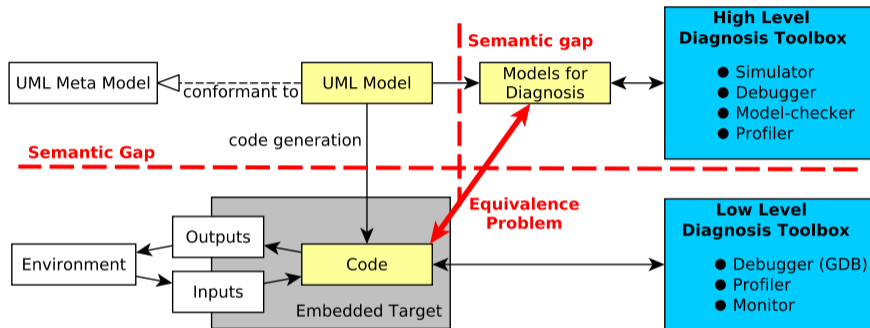 High Level
Diagnosis Toolbox
● Simulator
● Debugger
● Model-checker
● Profiler
Semantic gap
UML Meta Model
conformant to
UML Model
Models for
Diagnosis
code generation
Semantic Gap
Equivalence
Problem
Low Level
Diagnosis Toolbox
● Debugger (GDB)
● Profiler
● Monitor
Outputs
Environment
Code
Inputs
Embedded Target